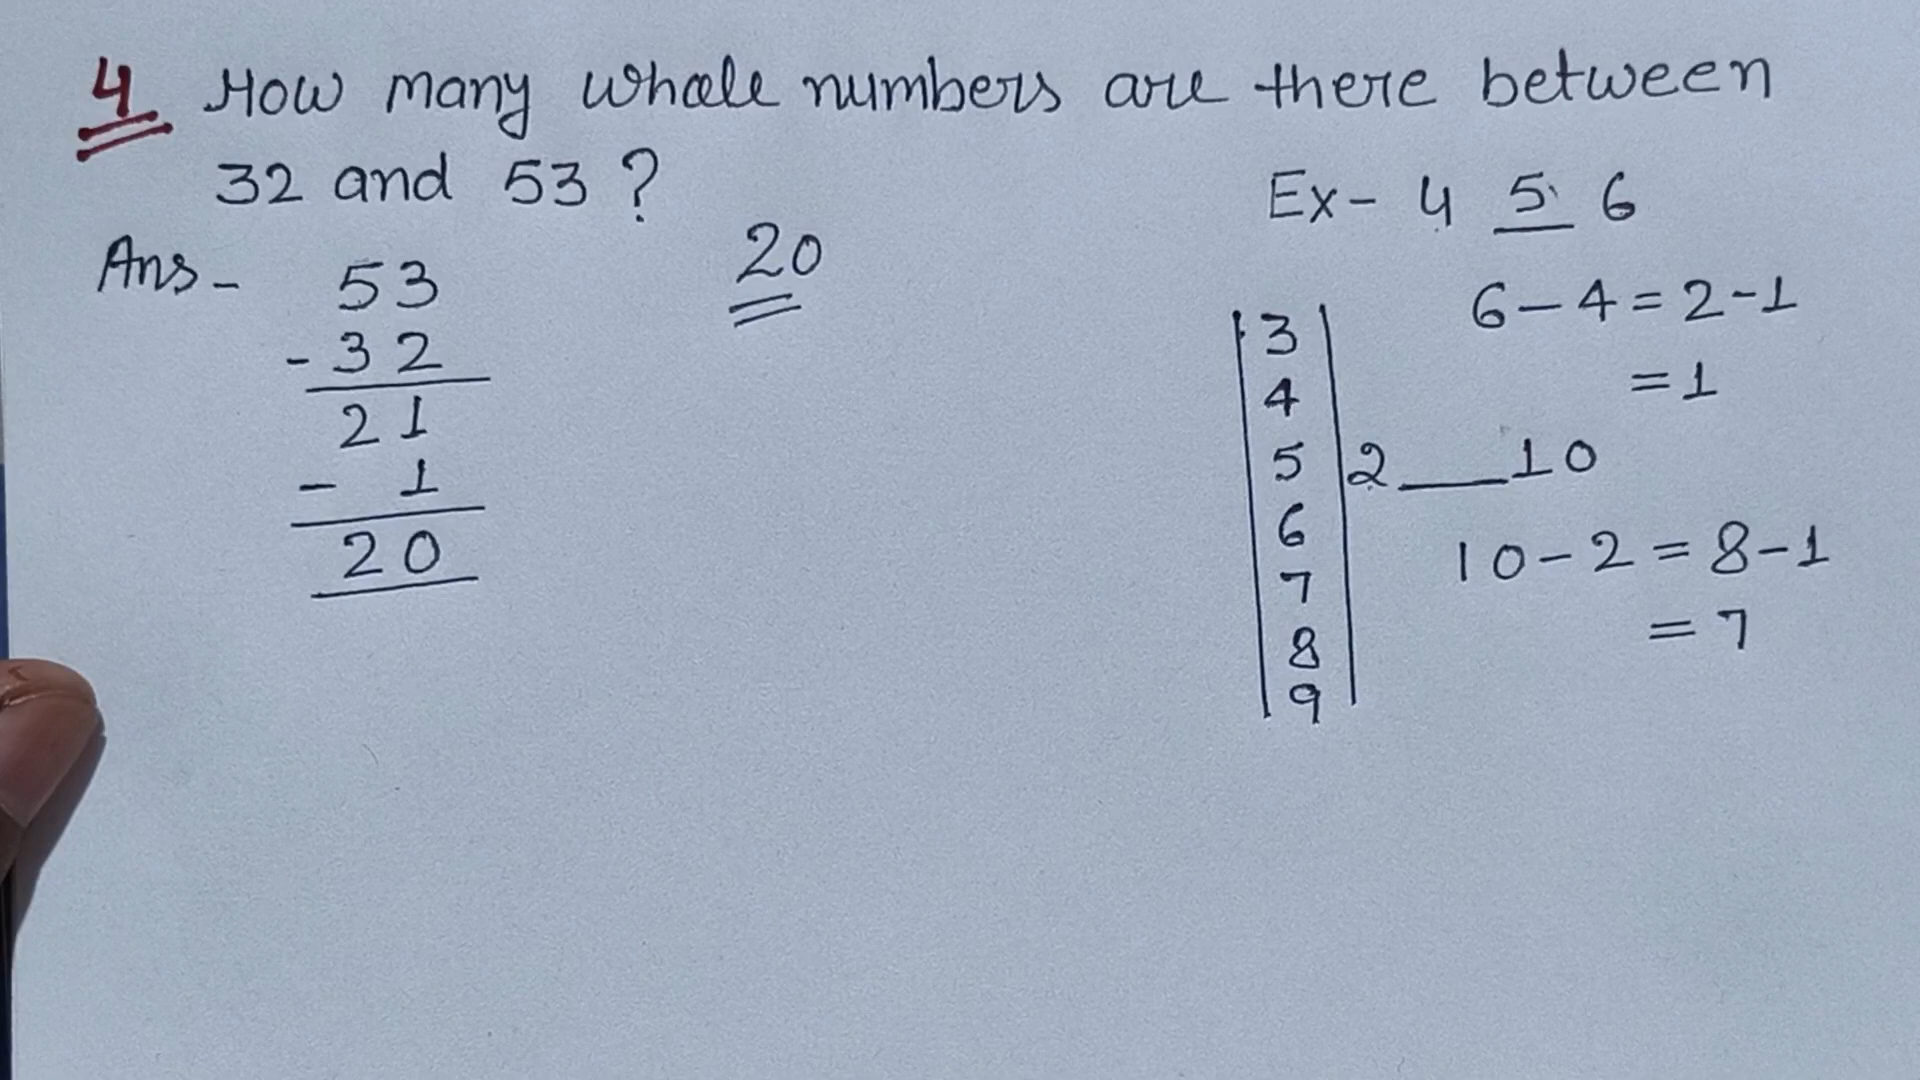 4 How many whole numbers are there between
32 and 53 ?
Ans - 53
- 32
21
- 1
20
20
Ex - 4 5 6
6 - 4 = 2 - 1
= 1
3
4
5
6
7
8
9
2 ___ 10
10 - 2 = 8 - 1
= 7